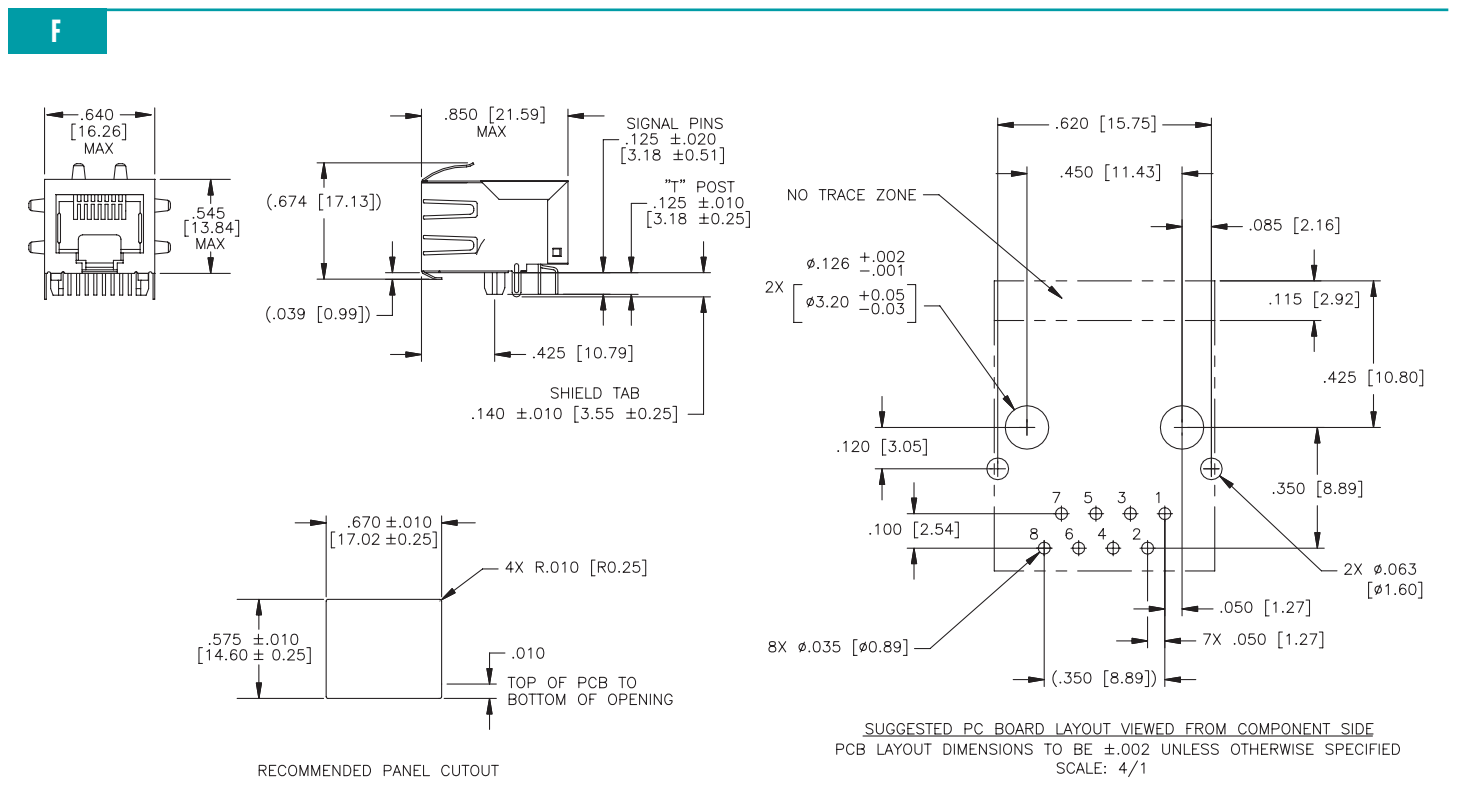 F
.640
[16.26]
MAX
.545
[13.84]
MAX
.850 [21.59]
MAX
(.674 [17.13])
(.039 [0.99])
SIGNAL PINS
.125 ±.020
[3.18 ±0.51]
"T" POST
.125 ±.010
[3.18 ±0.25]
.425 [10.79]
SHIELD TAB
.140 ±.010 [3.55 ±0.25]
.670 ±.010
[17.02 ±0.25]
4X R.010 [R0.25]
.575 ±.010
[14.60 ± 0.25]
.010
TOP OF PCB TO
BOTTOM OF OPENING
RECOMMENDED PANEL CUTOUT
.620 [15.75]
.450 [11.43]
NO TRACE ZONE
.085 [2.16]
2X ø.126 +.002 -.001
[ø3.20 +0.05 -0.03]
.115 [2.92]
.425 [10.80]
.120 [3.05]
.350 [8.89]
7 5 3 1
.100 [2.54]
8 6 4 2
2X ø.063
[ø1.60]
.050 [1.27]
8X ø.035 [ø0.89]
7X .050 [1.27]
(.350 [8.89])
SUGGESTED PC BOARD LAYOUT VIEWED FROM COMPONENT SIDE
PCB LAYOUT DIMENSIONS TO BE ±.002 UNLESS OTHERWISE SPECIFIED
SCALE: 4/1